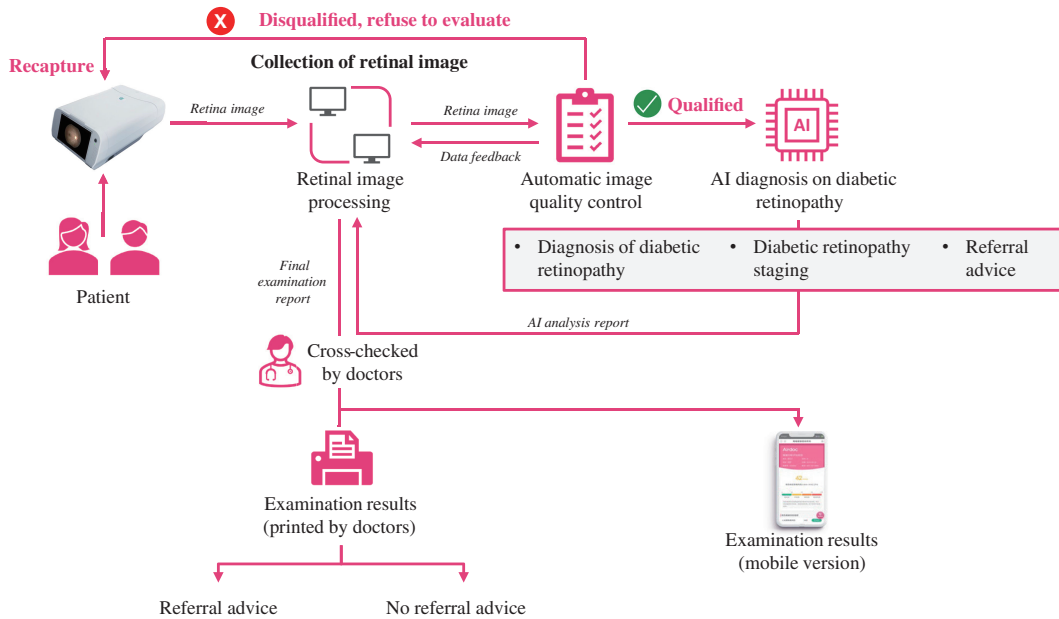 X
Disqualified, refuse to evaluate
Recapture
Collection of retinal image
Retina image
Retina image
Data feedback
Qualified
AI
Retinal image
processing
Automatic image
quality control
AI diagnosis on diabetic
retinopathy
Patient
• Diagnosis of diabetic
retinopathy
• Diabetic retinopathy
staging
• Referral
advice
Final
examination
report
AI analysis report
Cross-checked
by doctors
Examination results
(printed by doctors)
Examination results
(mobile version)
Referral advice
No referral advice